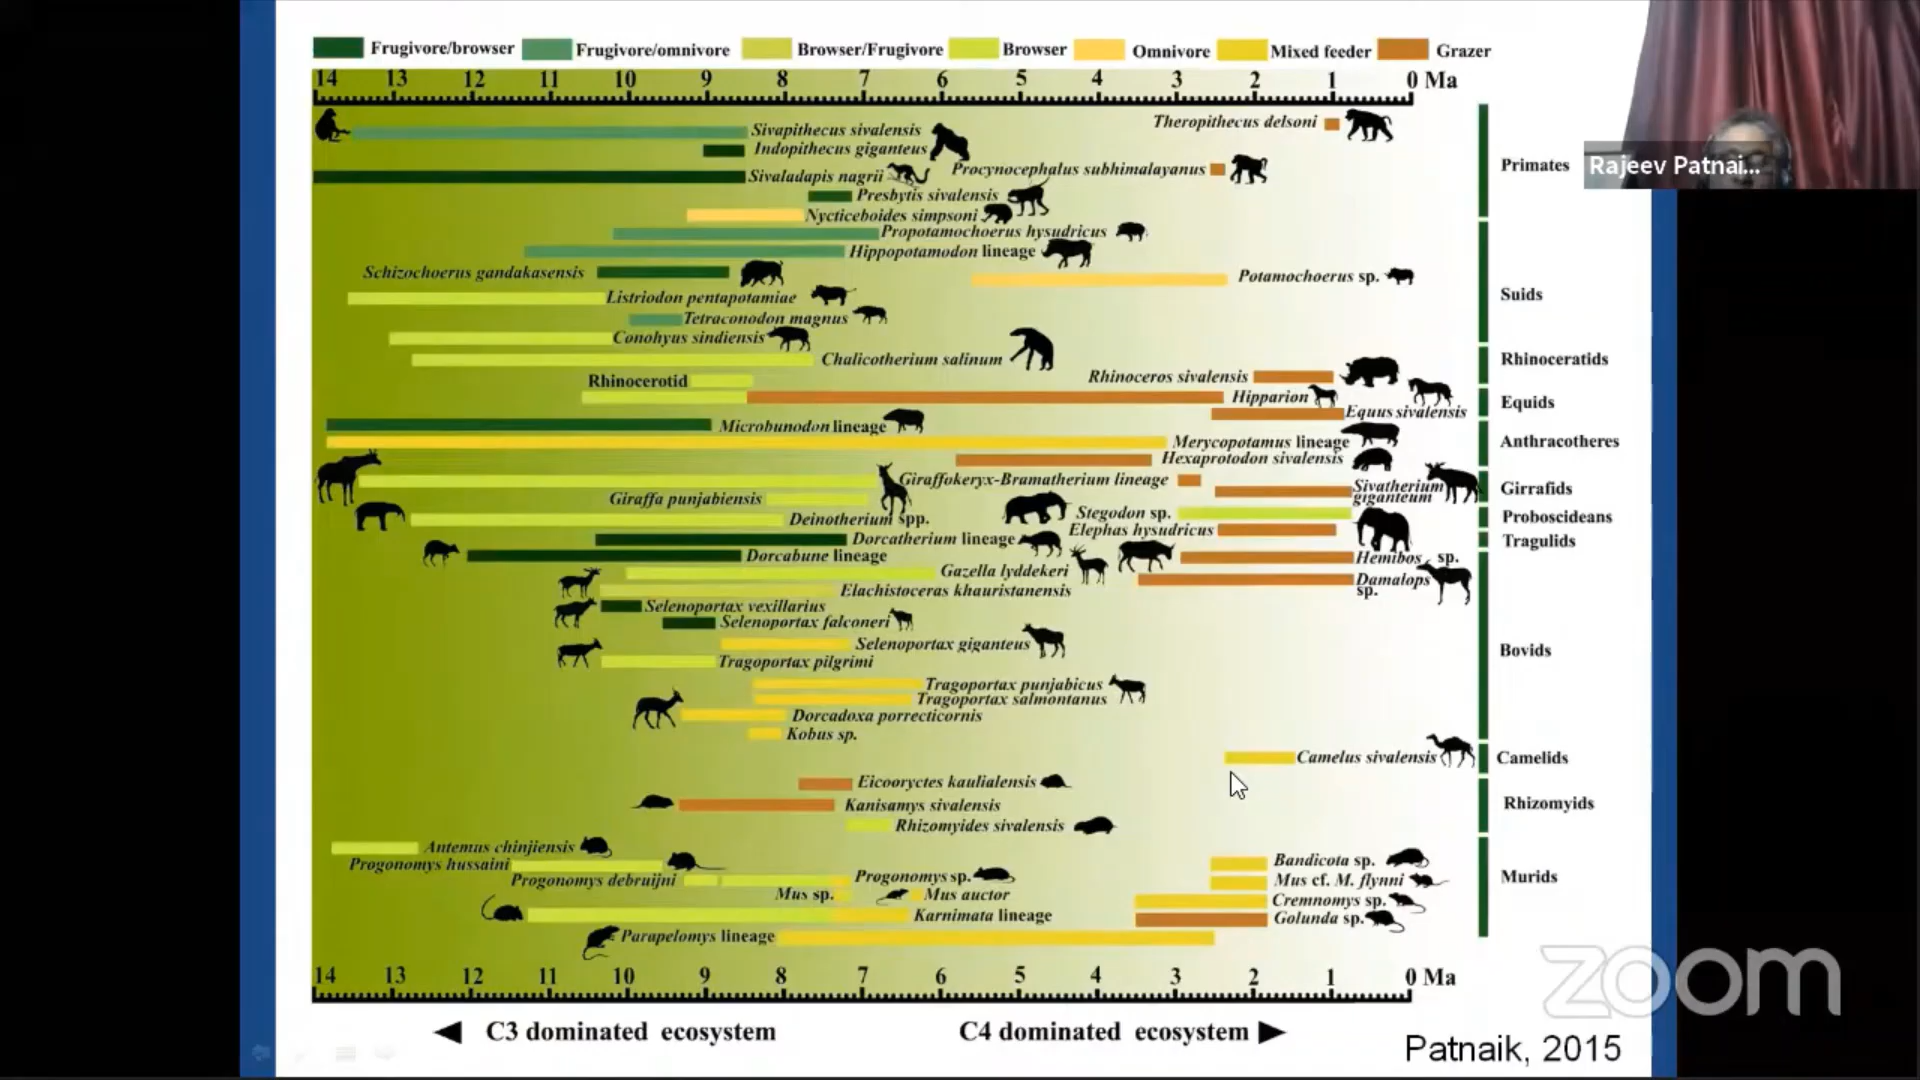 Frugivore/browser Frugivore/omnivore Browser/Frugivore Browser Omnivore Mixed feeder Grazer
14 13 12 11 10 9 8 7 6 5 4 3 2 1 0 Ma
Sivapithecus sivalensis
Theropithecus delsoni
Indopithecus giganteus
Procynocephalus subhimalayanus
Primates
Rajeev Patnai...
Sivaladapis nagrii
Presbytis sivalensis
Nycticeboides simpsoni
Propotamochoerus hysudricus
Hippopotamodon lineage
Schizochoerus gandakasensis
Potamochoerus sp.
Suids
Listriodon pentapotamiae
Tetraconodon magnus
Conohyus sindiensis
Chalicotherium salinum
Rhinoceratids
Rhinocerotid
Rhinoceros sivalensis
Hipparion
Equids
Equus sivalensis
Microbunodon lineage
Merycopotamus lineage
Anthracotheres
Hexaprotodon sivalensis
Giraffokeryx-Bramatherium lineage
Sivatherium
giganteum
Girrafids
Giraffa punjabiensis
Stegodon sp.
Proboscideans
Deinotherium spp.
Elephas hysudricus
Dorcatherium lineage
Tragulids
Dorcabune lineage
Hemibos sp.
Gazella lyddekeri
Damalops
sp.
Elachistoceras khauristanensis
Selenoportax vexillarius
Selenoportax falconeri
Selenoportax giganteus
Bovids
Tragoportax pilgrimi
Tragoportax punjabicus
Tragoportax salmontanus
Dorcadoxa porrecticornis
Kobus sp.
Camelus sivalensis
Camelids
Eicooryctes kaulialensis
Kanisamys sivalensis
Rhizomyids
Rhizomyides sivalensis
Antemus chinjiensis
Progonomys hussaini
Bandicota sp.
Progonomys debruijni
Progonomys sp.
Mus cf. M. flynni
Murids
Mus sp.
Mus auctor
Cremnomys sp.
Karnimata lineage
Golunda sp.
Parapelomys lineage
14 13 12 11 10 9 8 7 6 5 4 3 2 1 0 Ma
zoom
C3 dominated ecosystem
C4 dominated ecosystem
Patnaik, 2015